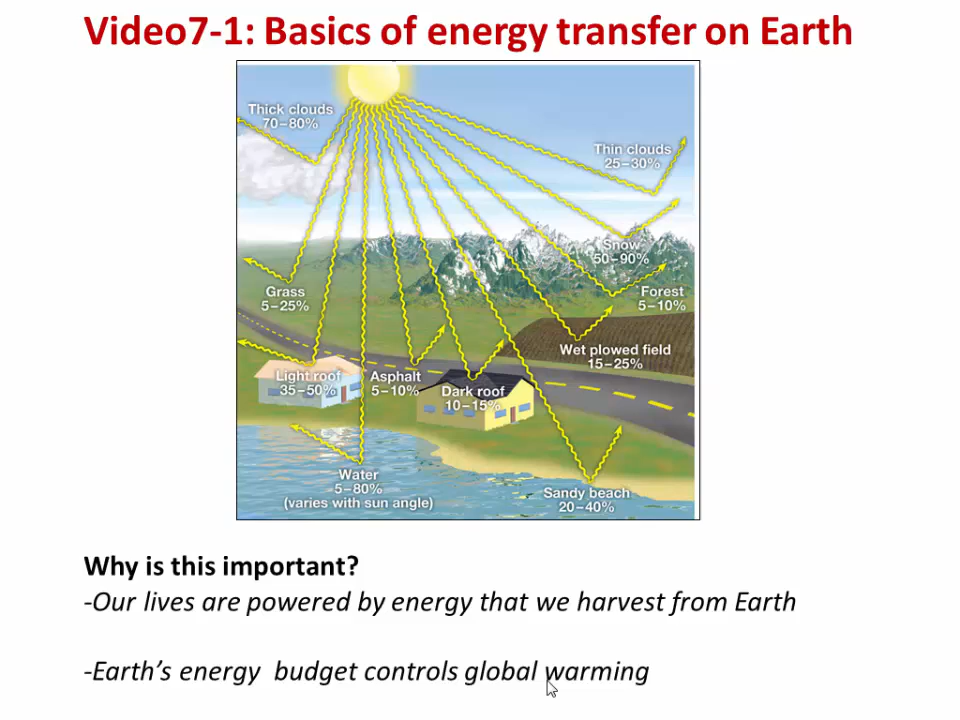 Video7-1: Basics of energy transfer on Earth
Thick clouds
70–80%
Thin clouds
25–30%
Snow
50–90%
Grass
5–25%
Forest
5–10%
Wet plowed field
15–25%
Light roof
35–50%
Asphalt
5–10%
Dark roof
10–15%
Water
5–80%
(varies with sun angle)
Sandy beach
20–40%
Why is this important?
-Our lives are powered by energy that we harvest from Earth
-Earth's energy  budget controls global warming